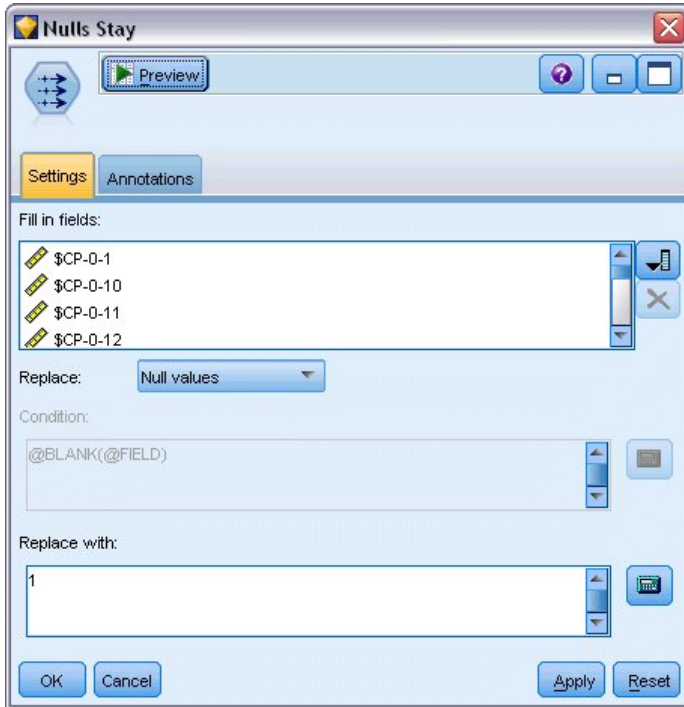 Nulls Stay
Preview
Settings Annotations
Fill in fields:
$CP-0-1
$CP-0-10
$CP-0-11
$CP-0-12
Replace: Null values
Condition:
@BLANK(@FIELD)
Replace with:
1
OK Cancel Apply Reset